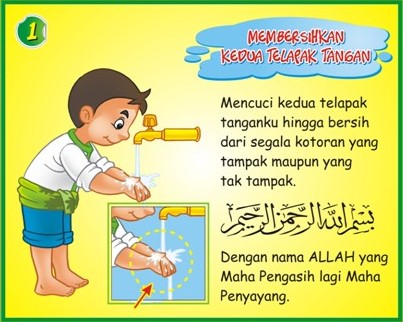 1
MEMBERSIHKAN
KEDUA TELAPAK TANGAN
Mencuci kedua telapak
tanganku hingga bersih
dari segala kotoran yang
tampak maupun yang
tak tampak.
بِسْمِ اللهِ الرَّحْمٰنِ الرَّحِيْمِ
Dengan nama ALLAH yang
Maha Pengasih lagi Maha
Penyayang.